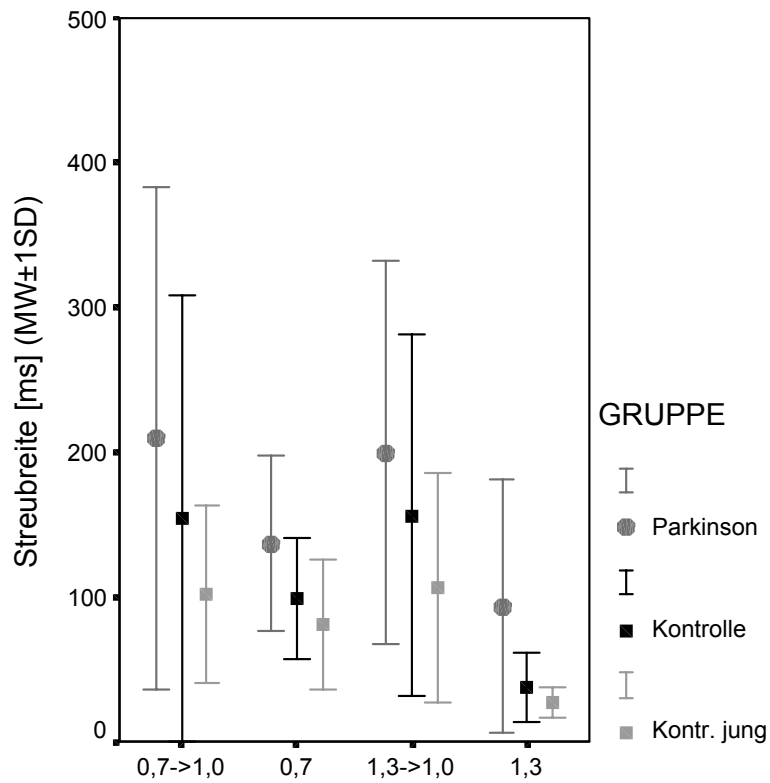 500
400
300
200
100
0
Streubreite [ms] (MW±1SD)
0,7->1,0
0,7
1,3->1,0
1,3
GRUPPE
Parkinson
Kontrolle
Kontr. jung